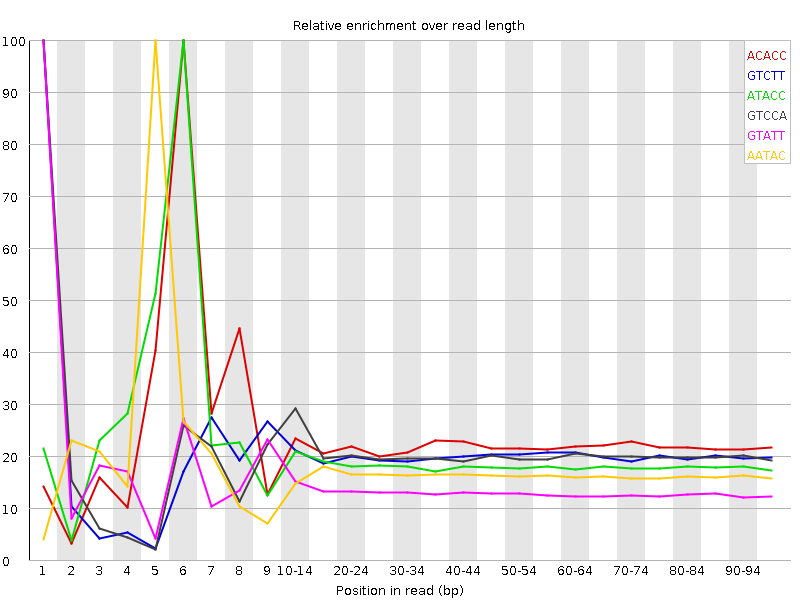 Relative enrichment over read length
100
90
80
70
60
50
40
30
20
10
0
ACACC
GTCTT
ATACC
GTCCA
GTATT
AATAC
1 2 3 4 5 6 7 8 9 10-14 20-24 30-34 40-44 50-54 60-64 70-74 80-84 90-94
Position in read (bp)